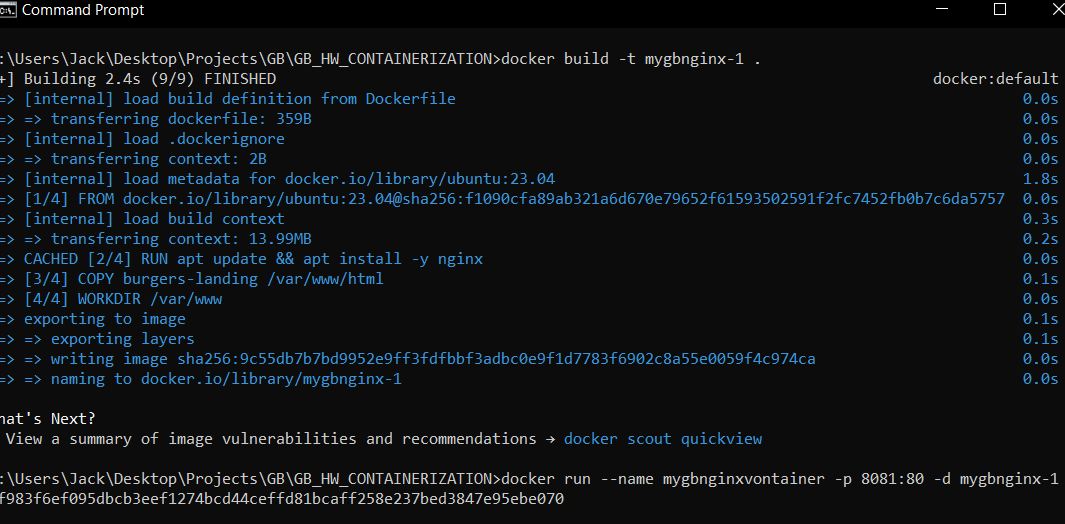 Command Prompt
:\Users\Jack\Desktop\Projects\GB\GB_HW_CONTAINERIZATION>docker build -t mygbnginx-1 .
+] Building 2.4s (9/9) FINISHED docker:default
=> [internal] load build definition from Dockerfile 0.0s
=> => transferring dockerfile: 359B 0.0s
=> [internal] load .dockerignore 0.0s
=> => transferring context: 2B 0.0s
=> [internal] load metadata for docker.io/library/ubuntu:23.04 1.8s
=> [1/4] FROM docker.io/library/ubuntu:23.04@sha256:f1090cfa89ab321a6d670e79652f61593502591f2fc7452fb0b7c6da5757 0.0s
=> [internal] load build context 0.3s
=> => transferring context: 13.99MB 0.2s
=> CACHED [2/4] RUN apt update && apt install -y nginx 0.0s
=> [3/4] COPY burgers-landing /var/www/html 0.1s
=> [4/4] WORKDIR /var/www 0.0s
=> exporting to image 0.1s
=> => exporting layers 0.1s
=> => writing image sha256:9c55db7b7bd9952e9ff3fdfbbf3adbc0e9f1d7783f6902c8a55e0059f4c974ca 0.0s
=> => naming to docker.io/library/mygbnginx-1 0.0s
hat's Next?
View a summary of image vulnerabilities and recommendations → docker scout quickview
:\Users\Jack\Desktop\Projects\GB\GB_HW_CONTAINERIZATION>docker run --name mygbnginxvontainer -p 8081:80 -d mygbnginx-1
f983f6ef095dbcb3eef1274bcd44ceffd81bcaff258e237bed3847e95ebe070